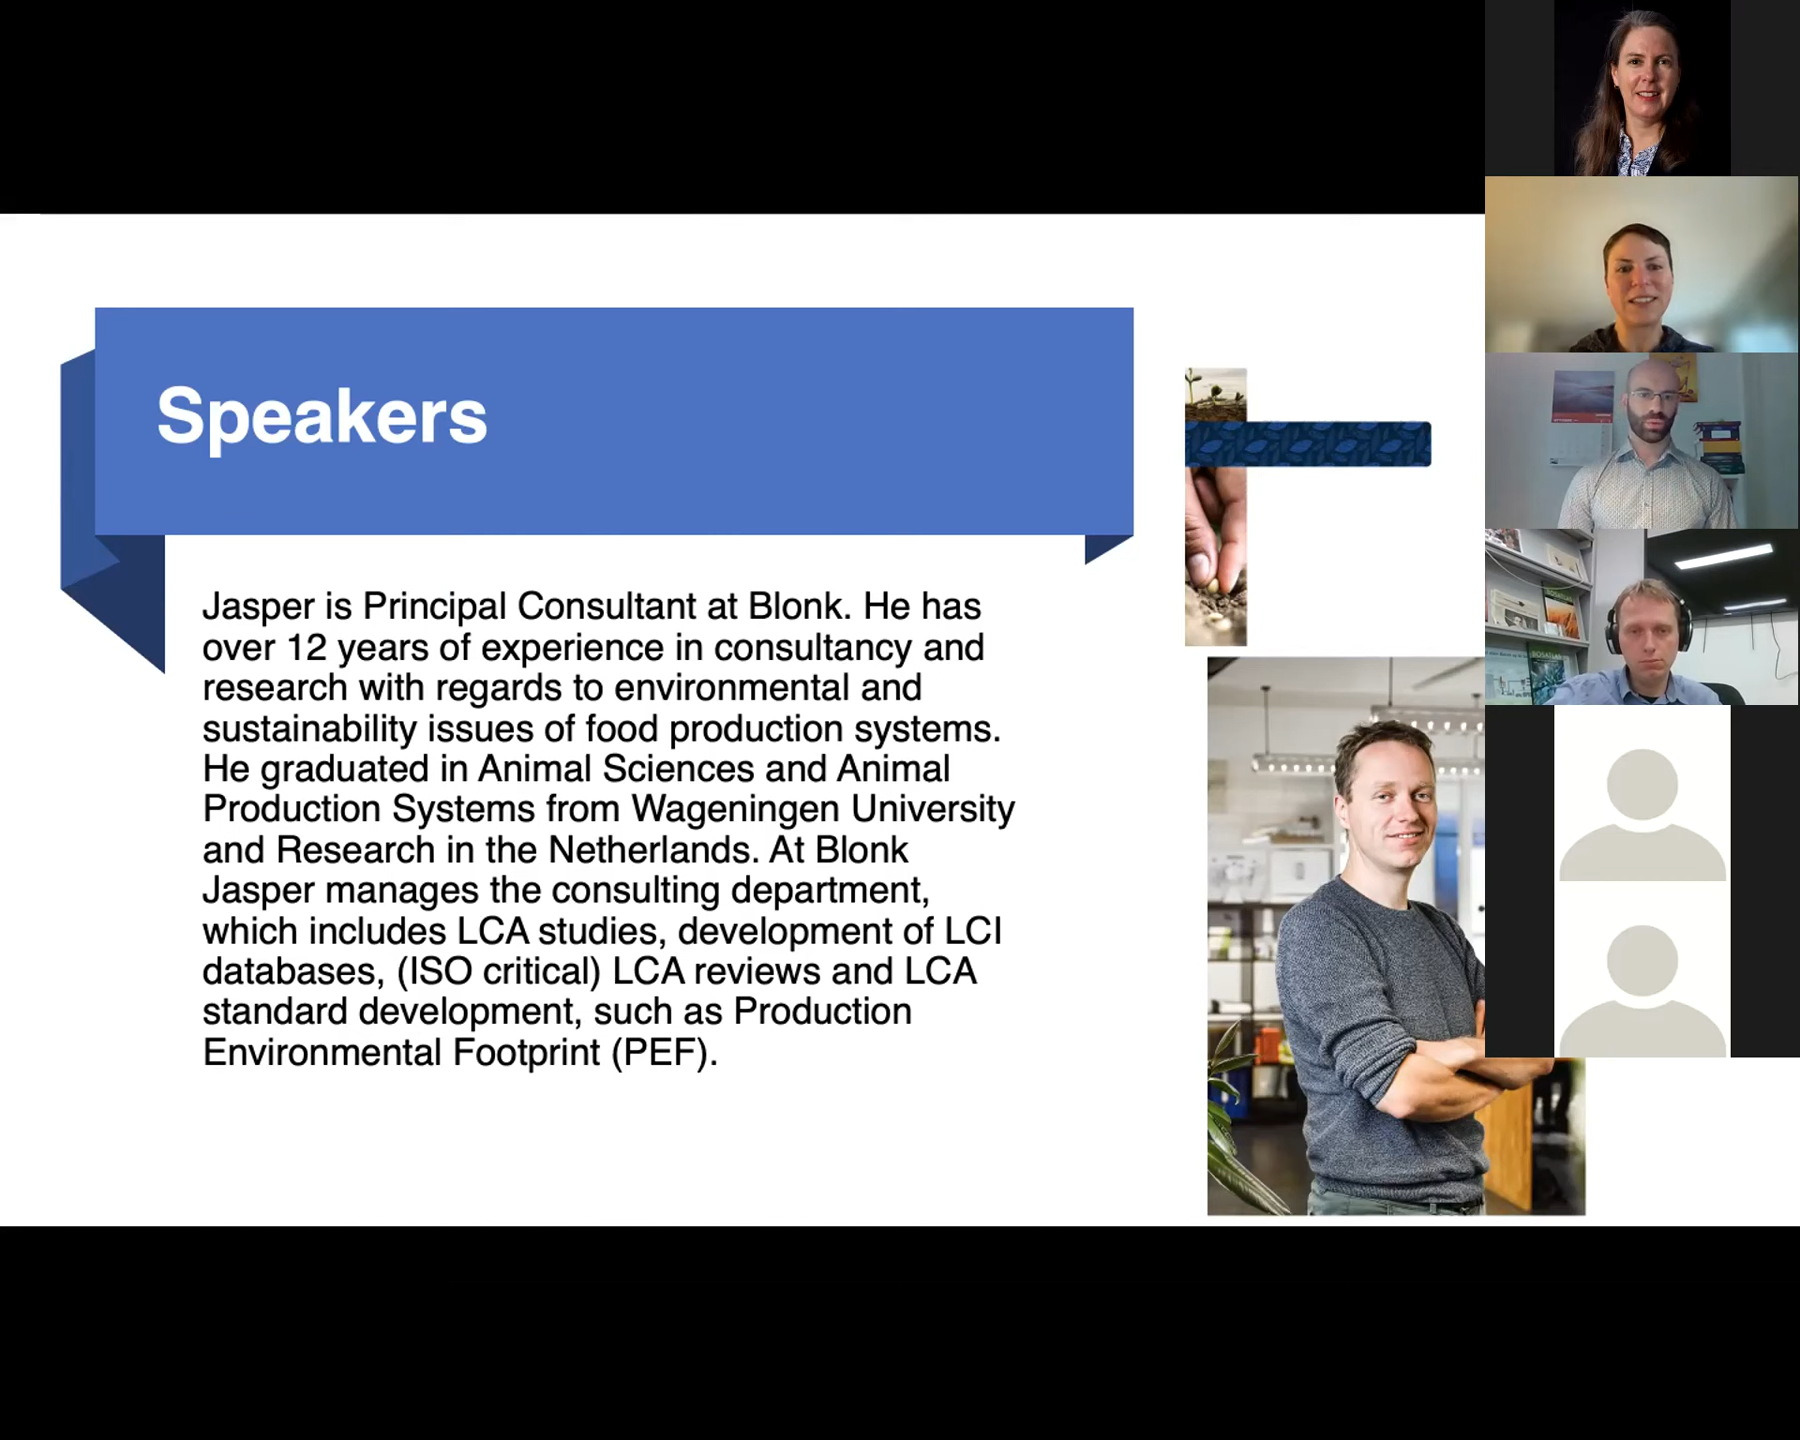 Speakers
Jasper is Principal Consultant at Blonk. He has
over 12 years of experience in consultancy and
research with regards to environmental and
sustainability issues of food production systems.
He graduated in Animal Sciences and Animal
Production Systems from Wageningen University
and Research in the Netherlands. At Blonk
Jasper manages the consulting department,
which includes LCA studies, development of LCI
databases, (ISO critical) LCA reviews and LCA
standard development, such as Production
Environmental Footprint (PEF).